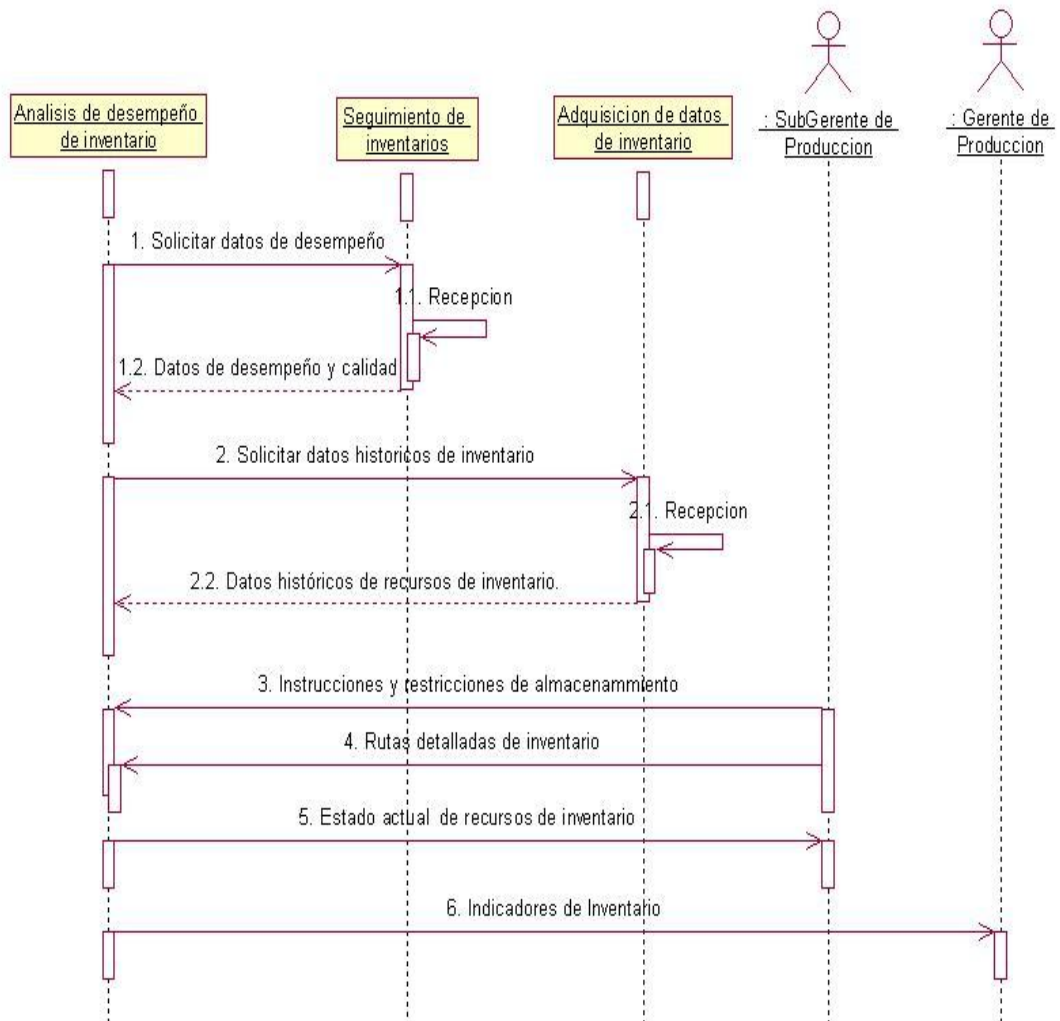 Analisis de desempeño
de inventario
Seguimiento de
inventarios
Adquisicion de datos
de inventario
: SubGerente de
Produccion
: Gerente de
Produccion
1. Solicitar datos de desempeño
1.1. Recepcion
1.2. Datos de desempeño y calidad
2. Solicitar datos historicos de inventario
2.1. Recepcion
2.2. Datos históricos de recursos de inventario.
3. Instrucciones y restricciones de almacenammiento
4. Rutas detalladas de inventario
5. Estado actual de recursos de inventario
6. Indicadores de Inventario